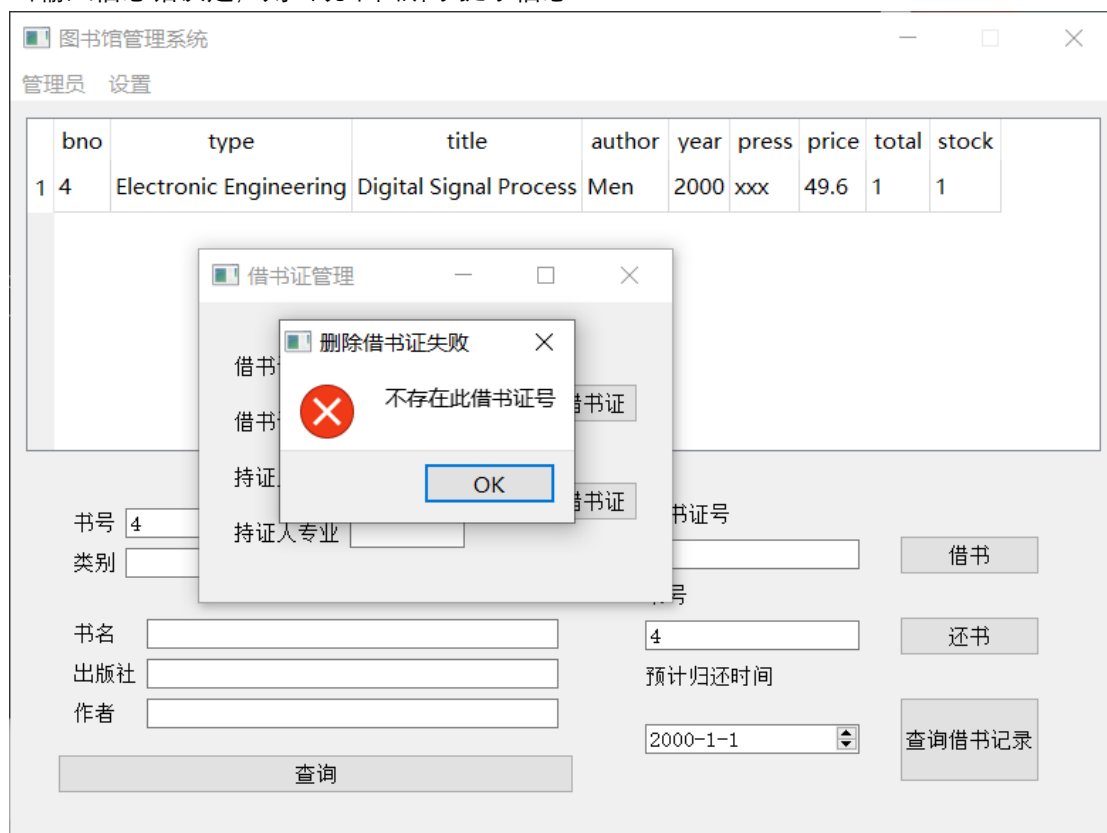 图书馆管理系统
管理员 设置
bno type title author year press price total stock
1 4 Electronic Engineering Digital Signal Process Men 2000 xxx 49.6 1 1
借书证管理
删除借书证失败
不存在此借书证号
OK
借书
借书
持证
持证人专业
书证
书证
书号 4
类别
书名
出版社
作者
查询
书证号
借书
号
4
还书
预计归还时间
2000-1-1
查询借书记录